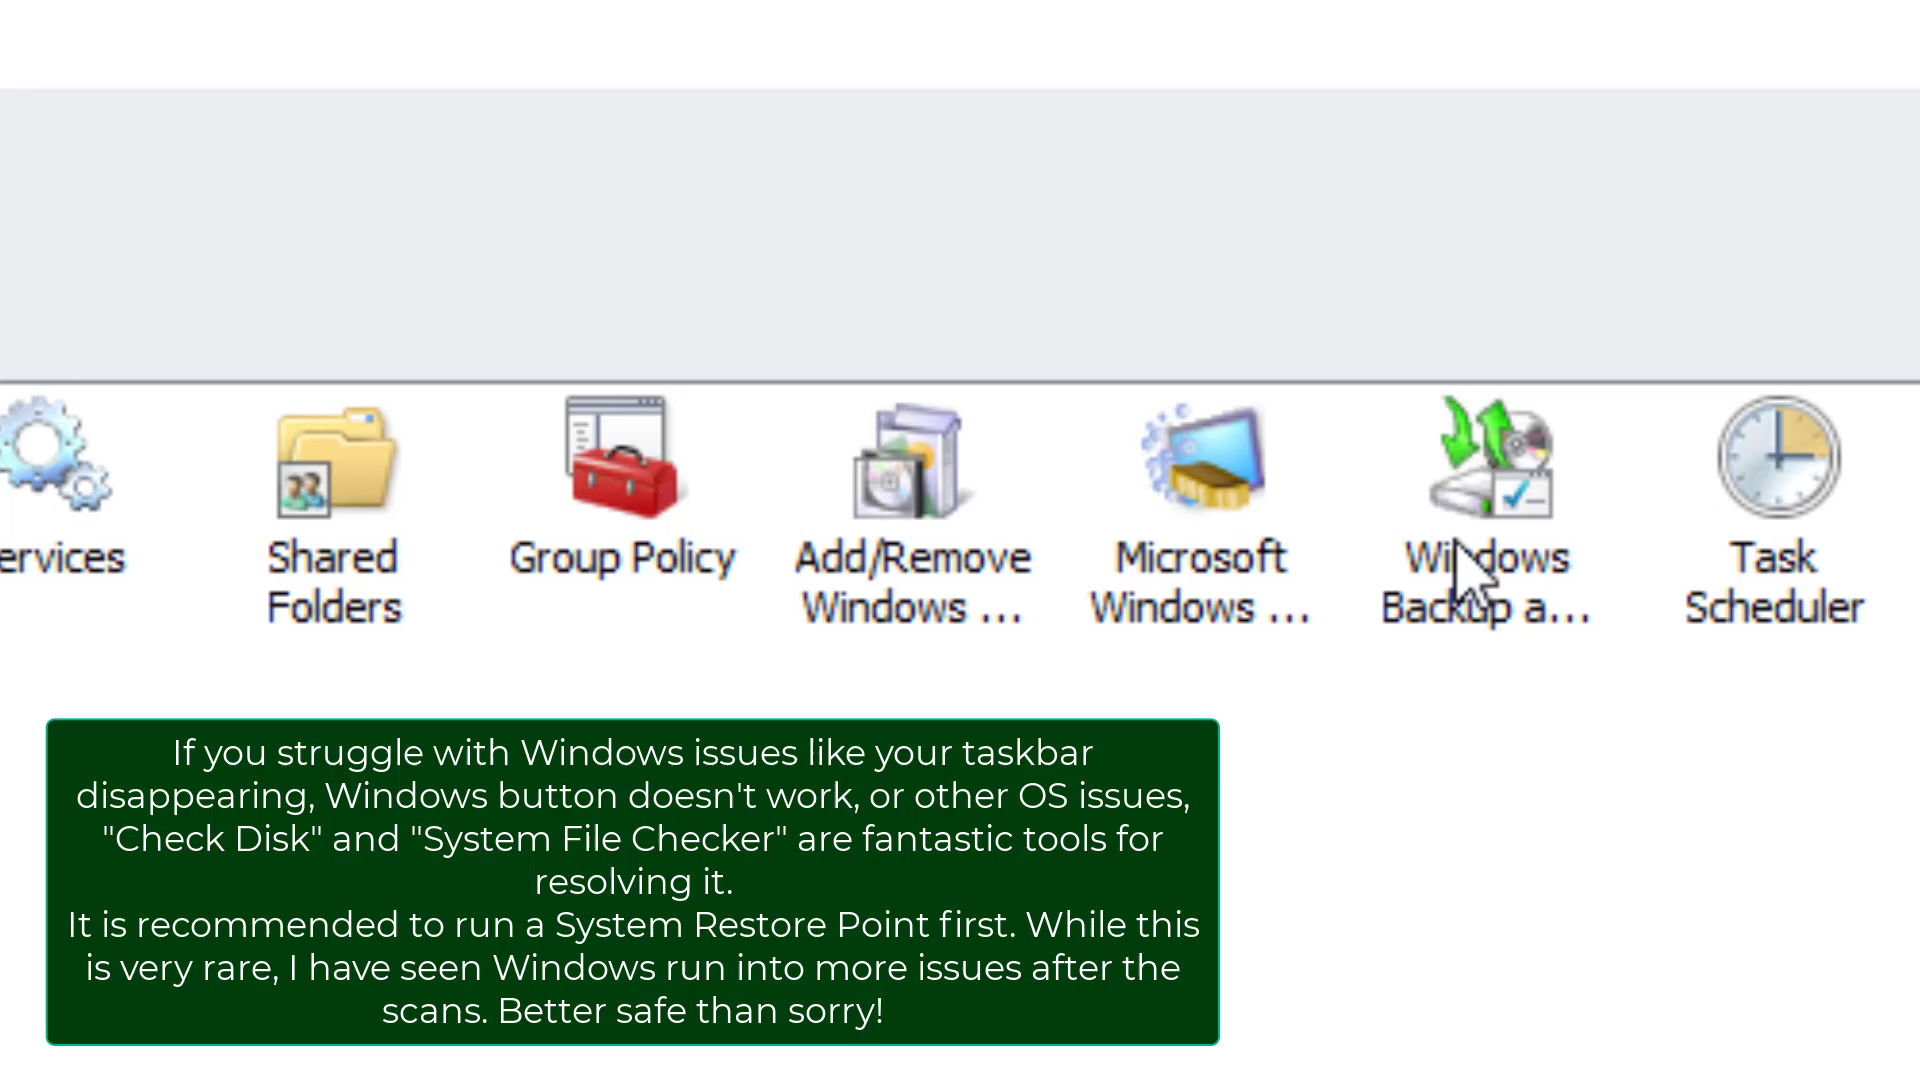 ervices
Shared
Folders
Group Policy
Add/Remove
Windows ...
Microsoft
Windows ...
Windows
Backup a...
Task
Scheduler
If you struggle with Windows issues like your taskbar
disappearing, Windows button doesn't work, or other OS issues,
"Check Disk" and "System File Checker" are fantastic tools for
resolving it.
It is recommended to run a System Restore Point first. While this
is very rare, I have seen Windows run into more issues after the
scans. Better safe than sorry!